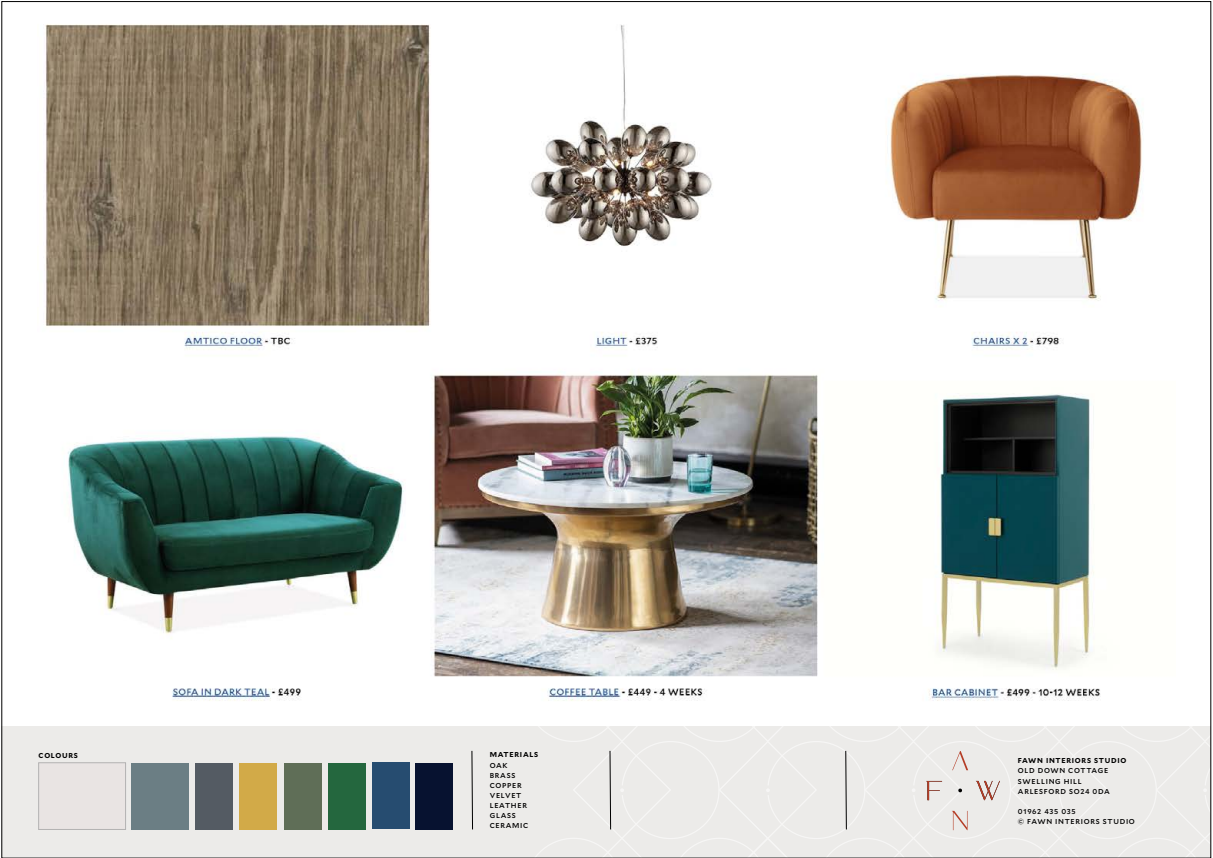 AMTICO FLOOR - TBC
LIGHT - £375
CHAIRS X 2 - £798
SOFA IN DARK TEAL - £499
COFFEE TABLE - £449 - 4 WEEKS
BAR CABINET - £499 - 10-12 WEEKS
COLOURS
MATERIALS
OAK
BRASS
COPPER
VELVET
LEATHER
GLASS
CERAMIC
A
F W
N
FAWN INTERIORS STUDIO
OLD DOWN COTTAGE
SWELLING HILL
ARLESFORD SO24 0DA
01962 435 035
© FAWN INTERIORS STUDIO